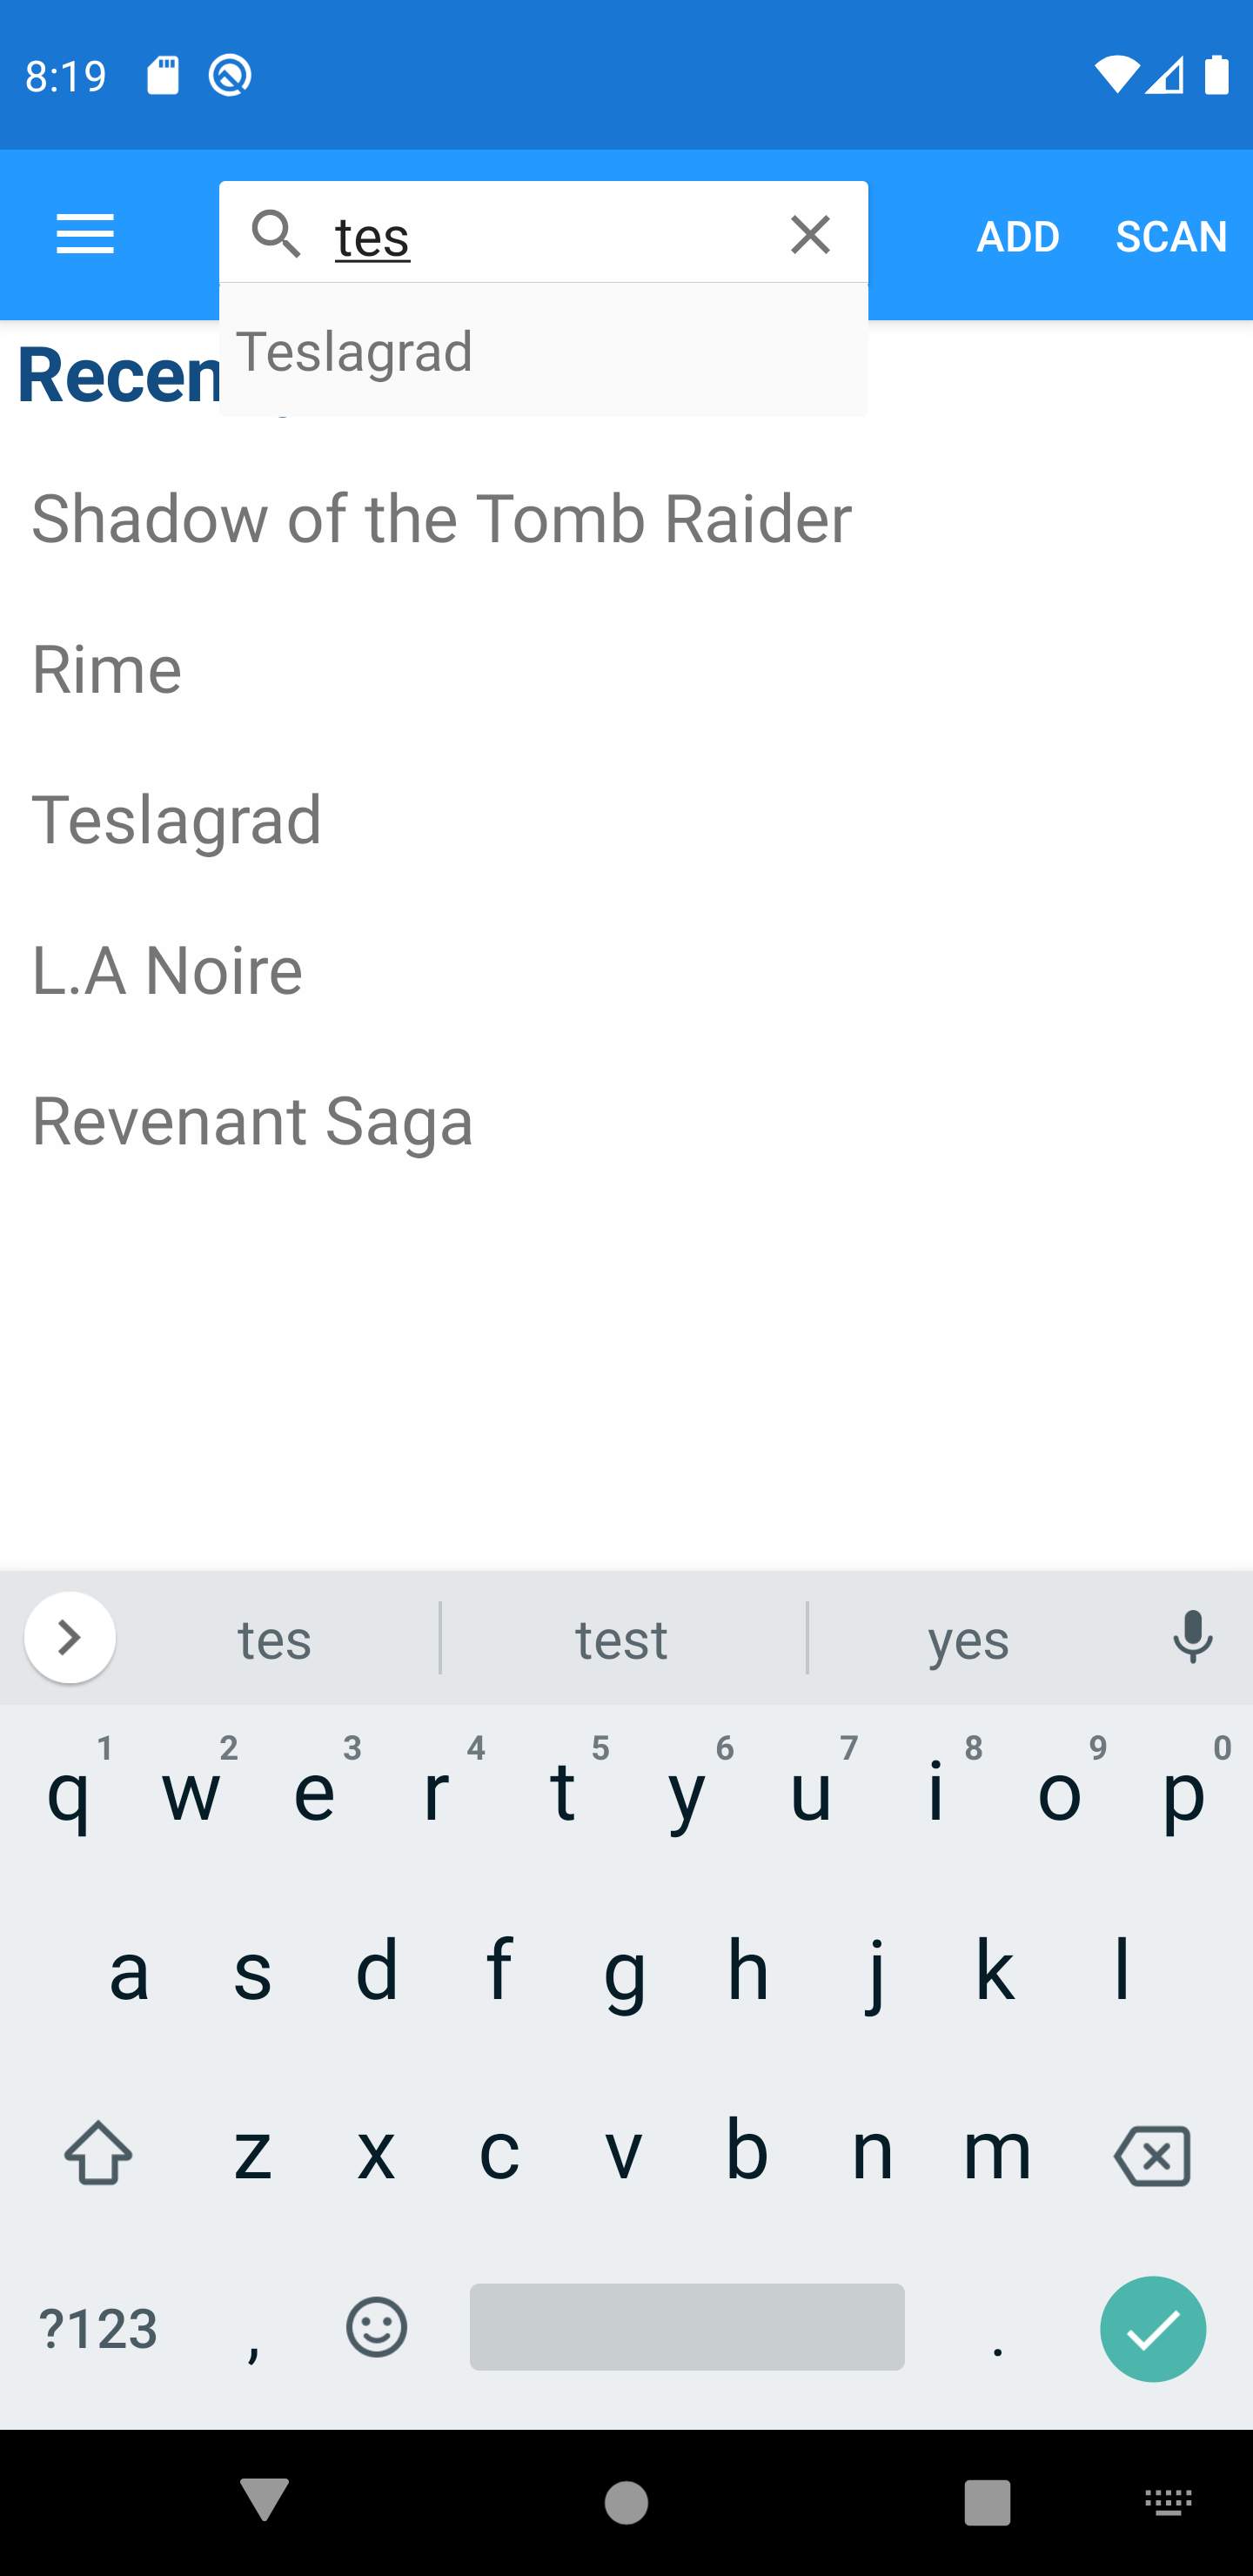 8:19
tes
ADD SCAN
Teslagrad
Recen
Shadow of the Tomb Raider
Rime
Teslagrad
L.A Noire
Revenant Saga
tes test yes
1 2 3 4 5 6 7 8 9 0
q w e r t y u i o p
a s d f g h j k l
z x c v b n m
?123 , .